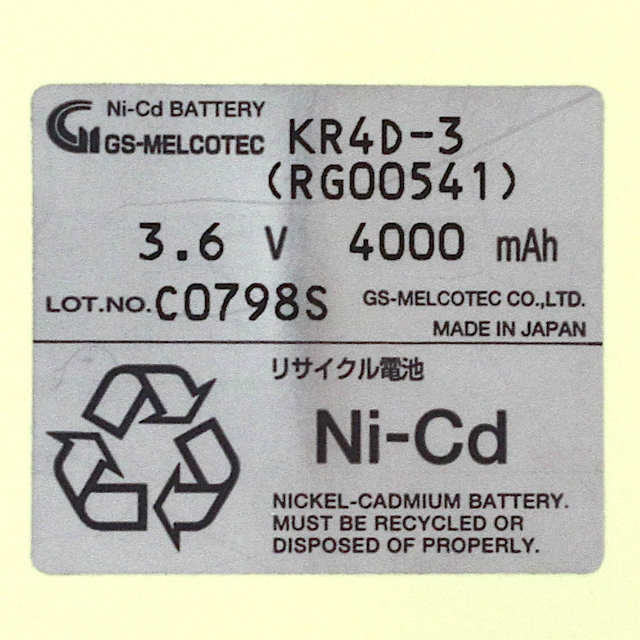 Ni-Cd BATTERY
GS-MELCOTEC
KR4D-3
(RG00541)
3.6 V 4000 mAh
LOT.NO. C0798S
GS-MELCOTEC CO.,LTD.
MADE IN JAPAN
リサイクル電池
Ni-Cd
NICKEL-CADMIUM BATTERY.
MUST BE RECYCLED OR
DISPOSED OF PROPERLY.